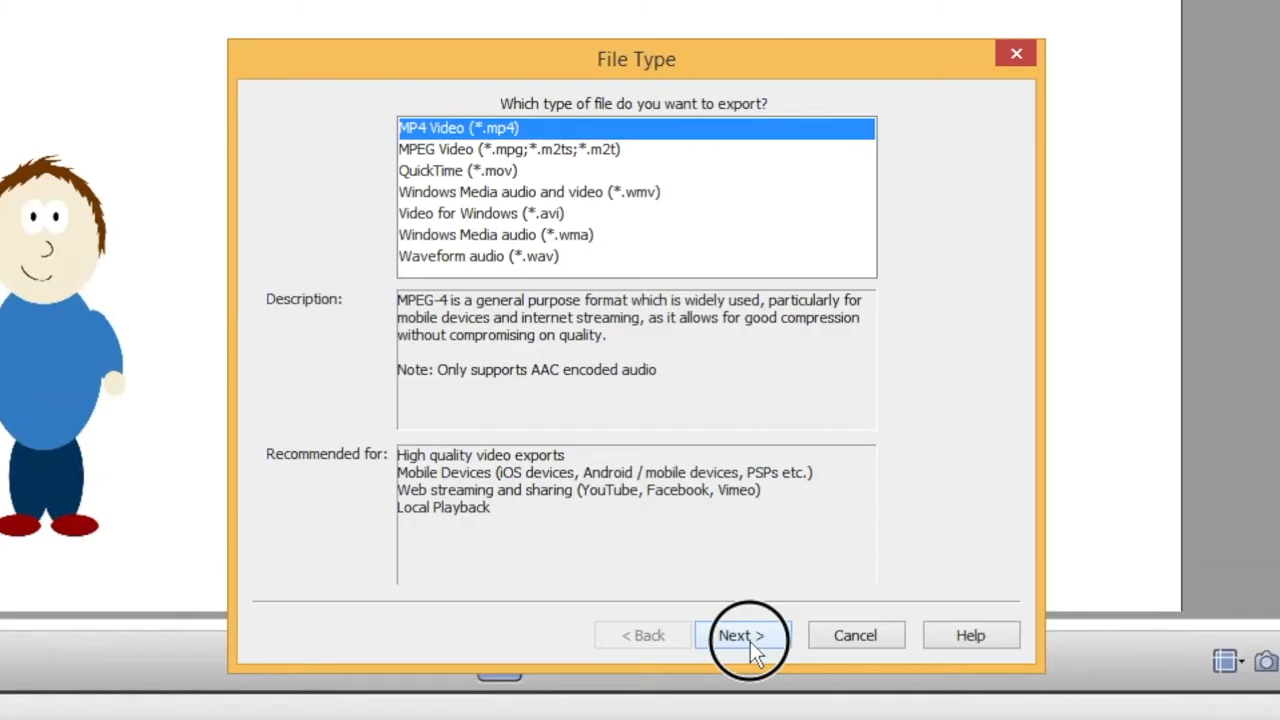 File Type
Which type of file do you want to export?
MP4 Video (*.mp4)
MPEG Video (*.mpg;*.m2ts;*.m2t)
QuickTime (*.mov)
Windows Media audio and video (*.wmv)
Video for Windows (*.avi)
Windows Media audio (*.wma)
Waveform audio (*.wav)
Description:
MPEG-4 is a general purpose format which is widely used, particularly for
mobile devices and internet streaming, as it allows for good compression
without compromising on quality.
Note: Only supports AAC encoded audio
Recommended for:
High quality video exports
Mobile Devices (iOS devices, Android / mobile devices, PSPs etc.)
Web streaming and sharing (YouTube, Facebook, Vimeo)
Local Playback
< Back Next > Cancel Help